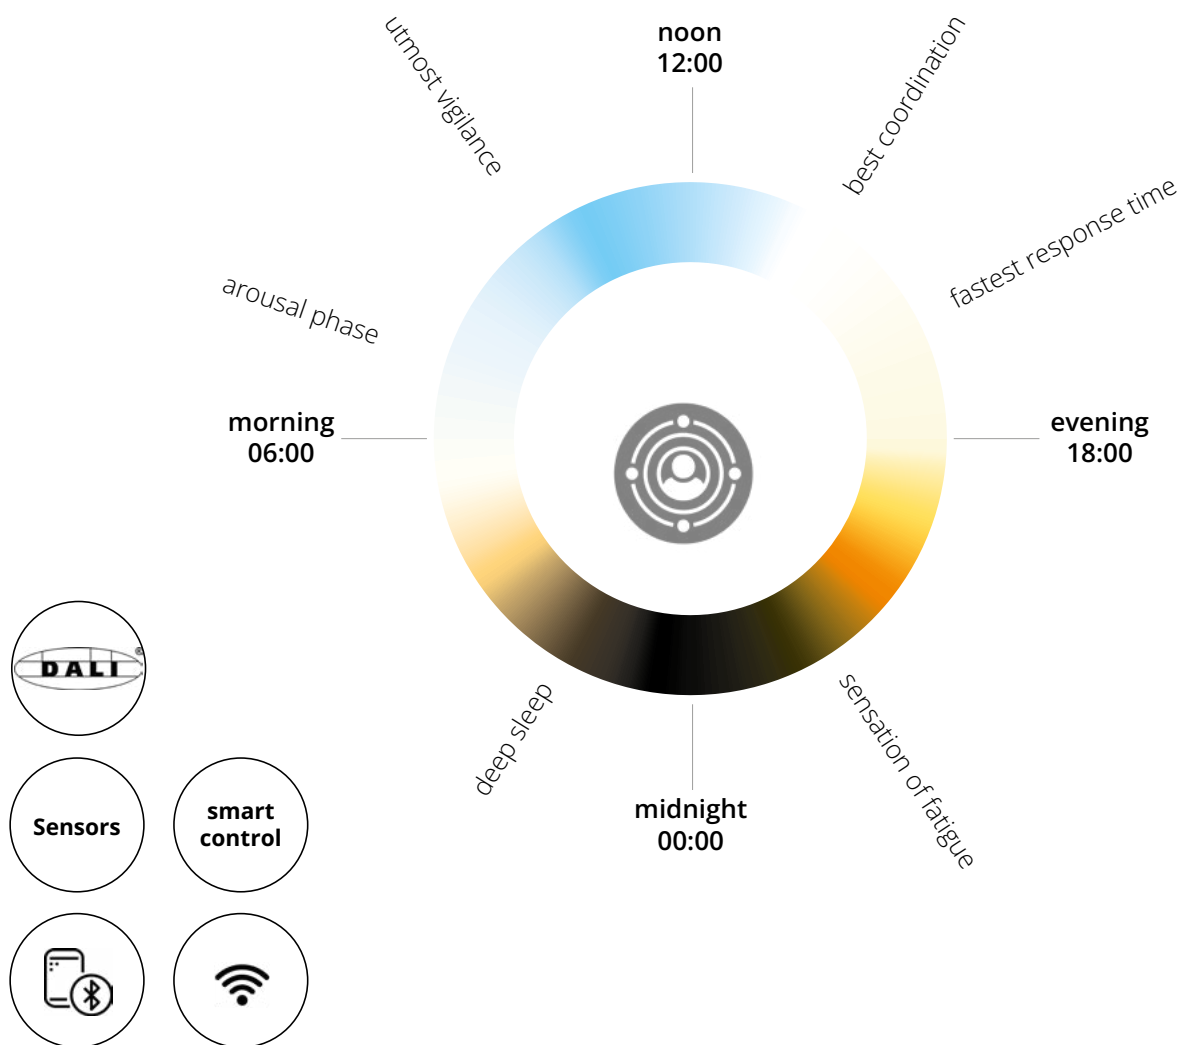 noon
12:00
utmost vigilance
best coordination
fastest response time
arousal phase
morning
06:00
evening
18:00
deep sleep
sensation of fatigue
midnight
00:00
DALI
®
Sensors
smart
control